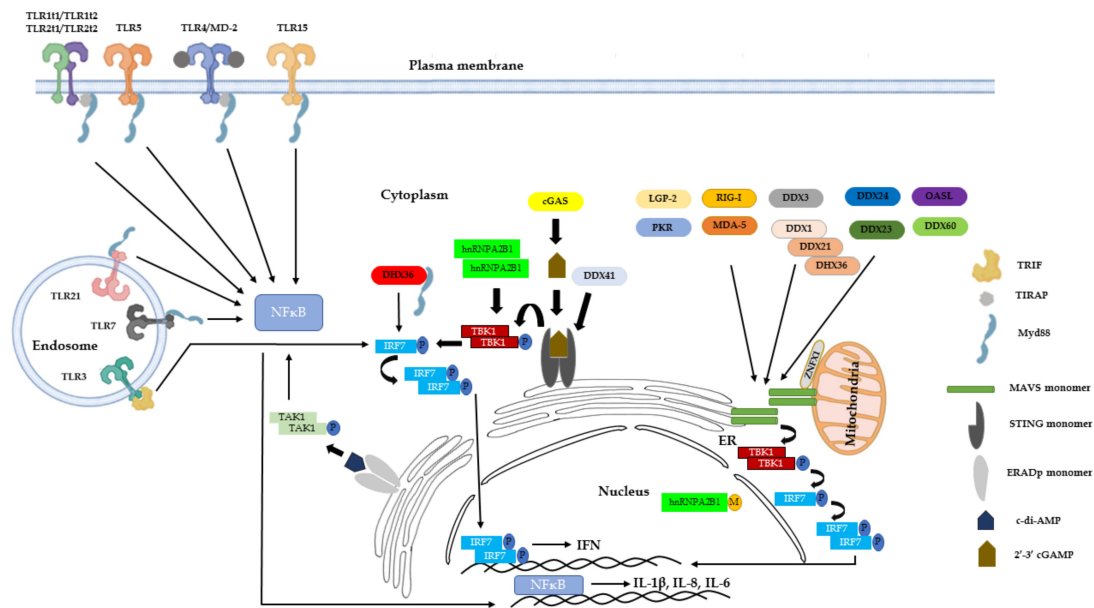 TLR1t1/TLR1t2
TLR2t1/TLR2t2
TLR5
TLR4/MD-2
TLR15
Plasma membrane
Cytoplasm
cGAS
LGP-2
RIG-I
DDX3
DDX24
OASL
PKR
MDA-5
DDX1
DDX23
DDX60
DDX21
DHX36
hnRNPA2B1
hnRNPA2B1
DHX36
DDX41
TRIF
TIRAP
Myd88
TLR21
TLR7
Endosome
TLR3
NFκB
IRF7
P
TBK1
TBK1
P
IRF7
P
IRF7
P
ZNFX1
Mitochondria
MAVS monomer
STING monomer
ERADp monomer
c-di-AMP
2'-3' cGAMP
TAK1
TAK1
P
ER
TBK1
TBK1
P
Nucleus
hnRNPA2B1
M
IRF7
P
IRF7
P
IRF7
P
IRF7
P
IRF7
P
IFN
NFκB
IL-1β, IL-8, IL-6